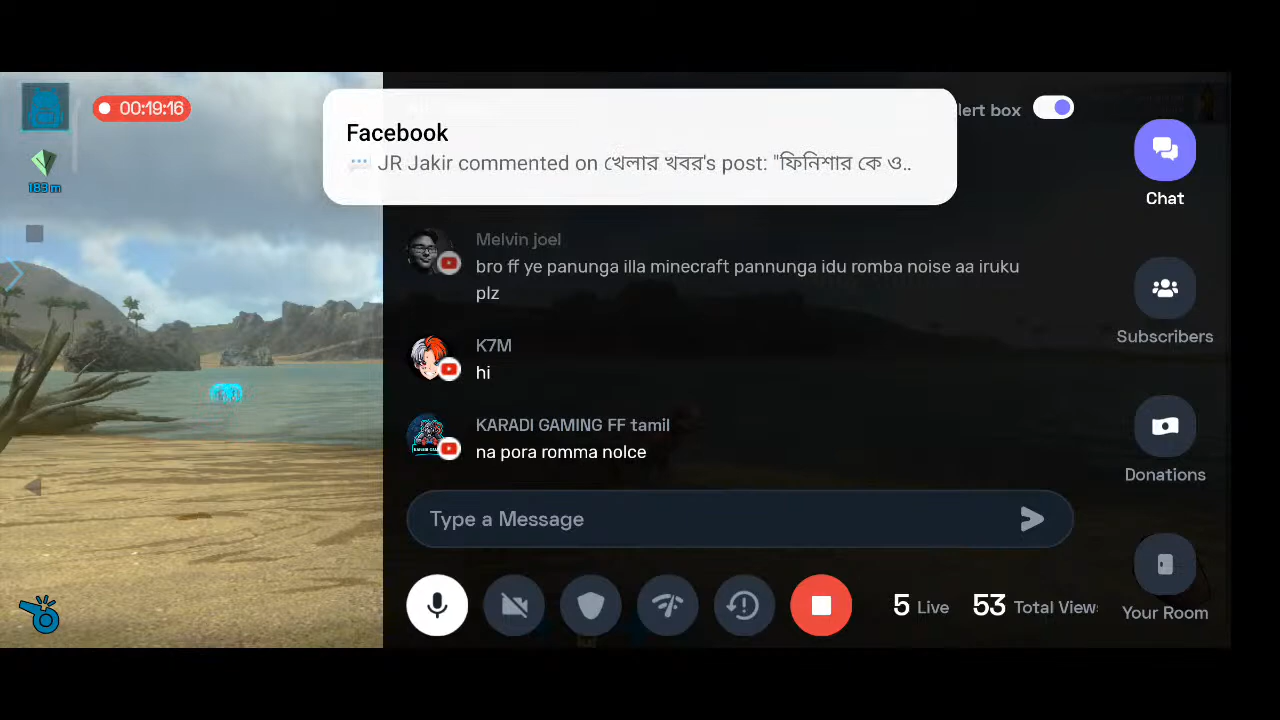 00:19:16
lert box
Facebook
JR Jakir commented on খেলার খবর's post: "ফিনিশার কে ও..
183 m
Chat
Melvin joel
bro ff ye panunga illa minecraft pannunga idu romba noise aa iruku
plz
Subscribers
K7M
hi
KARADI GAMING FF tamil
na pora romma nolce
Donations
Type a Message
5 Live 53 Total View
Your Room